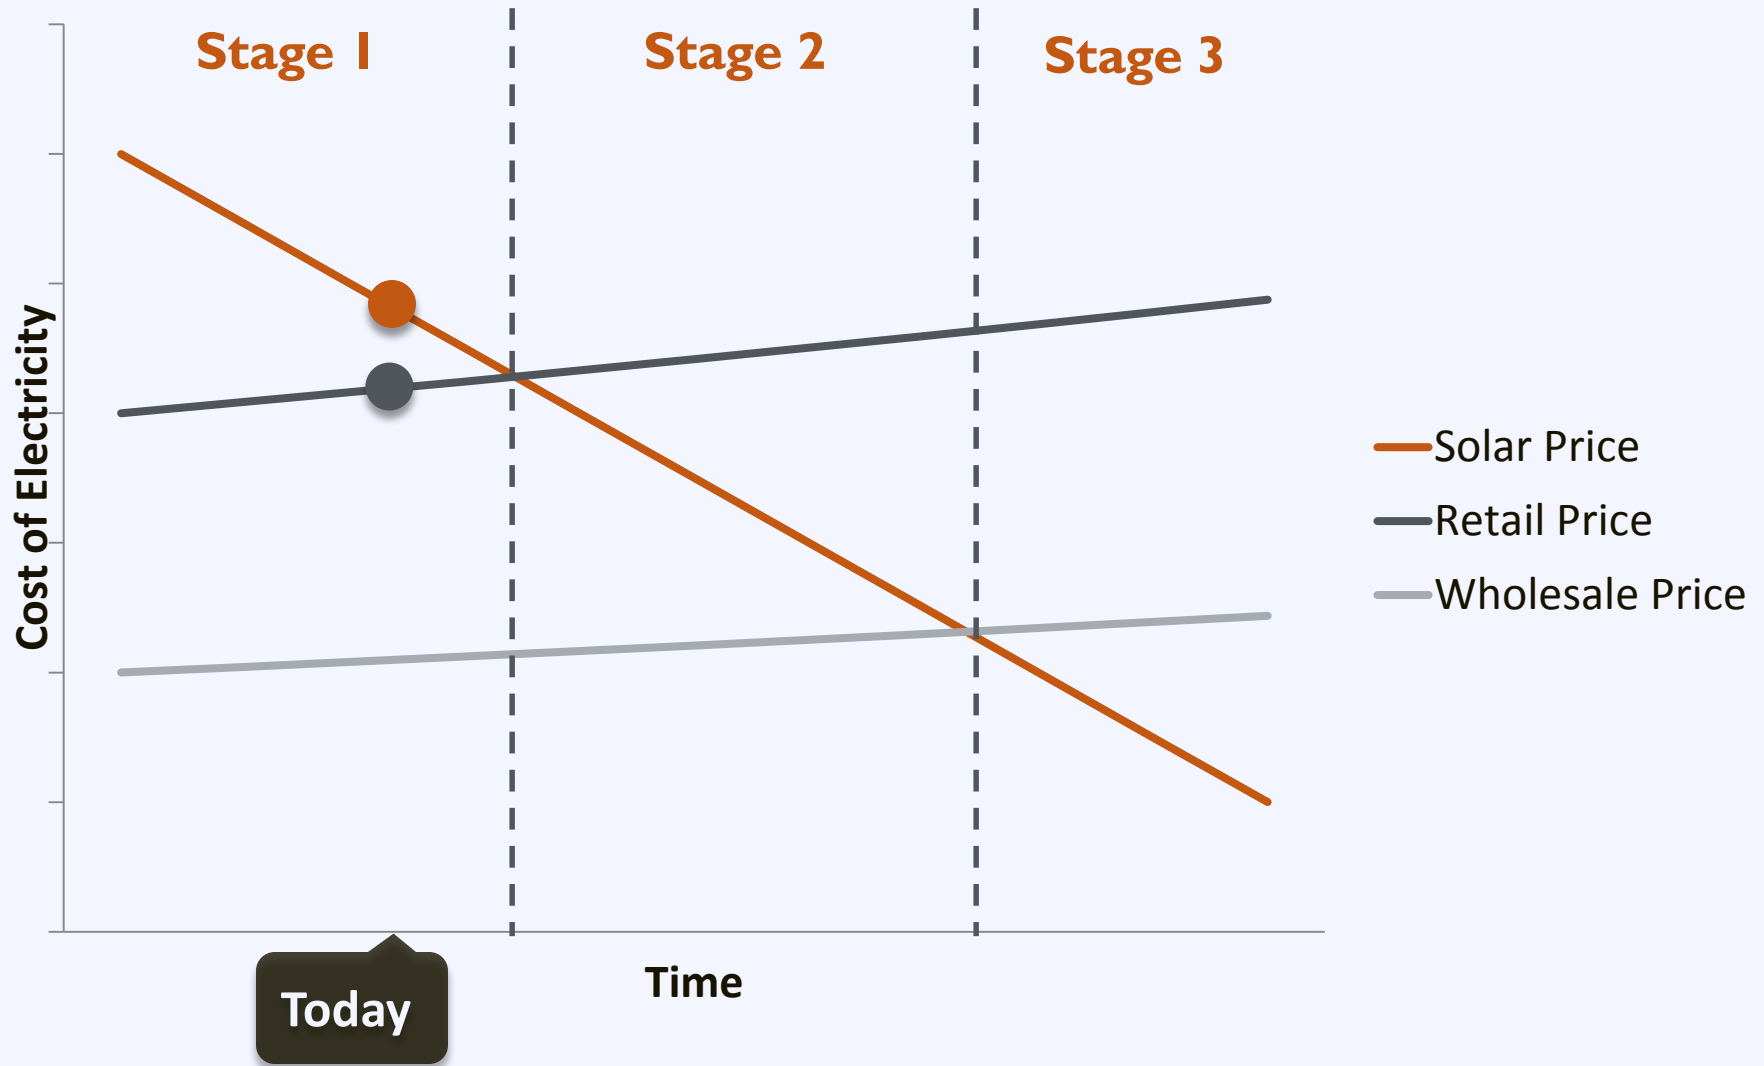 Stage 1
Stage 2
Stage 3
Cost of Electricity
Solar Price
Retail Price
Wholesale Price
Time
Today